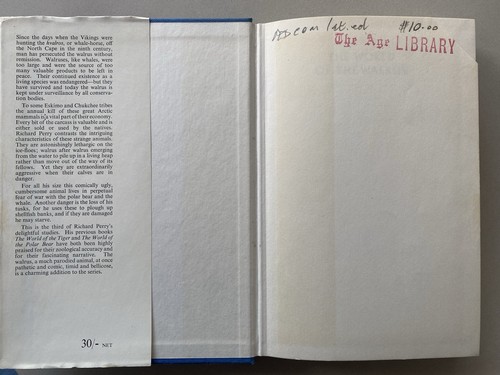 Since the days when the Vikings were
hunting the hvalros, or whale-horse, off
the North Cape in the ninth century,
man has persecuted the walrus without
intermission. Walruses, like whales, were
too large and were the source of too
many valuable products to be left in
peace. Their continued existence as a
living species was endangered—but they
have survived and today the walrus is
kept under surveillance by all conserva-
tion bodies.
To some Eskimo and Chukchee tribes
the annual kill of these great Arctic
mammals is a vital part of their economy.
Every bit of the carcass is valuable and is
either sold or used by the natives.
Richard Perry contrasts the intriguing
characteristics of these strange animals.
They are astonishingly lethargic on the
ice-floes; walrus after walrus emerging
from the water to pile up in a living heap
rather than move out of the way of its
fellows. Yet they are extraordinarily
aggressive when their calves are in
danger.
For all his size this comically ugly,
cumbersome animal lives in perpetual
fear of war with the polar bear and the
whale. Another danger is the loss of his
tusks, for he uses these to plough up
shellfish banks, and if they are damaged
he may starve.
This is the third of Richard Perry's
delightful studies. His previous books
The World of the Tiger and The World of
the Polar Bear have both been highly
praised for their zoological accuracy and
for their fascinating narrative. The
walrus, a much parodied animal, at once
pathetic and comic, timid and bellicose,
is a charming addition to the series.
30/- NET
1st. ed $10.00
The Age LIBRARY